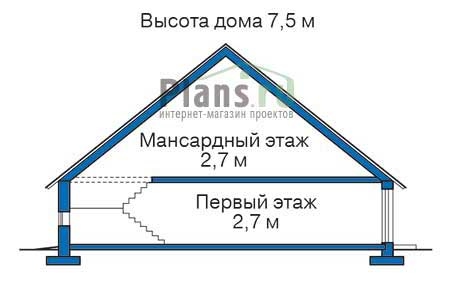 Высота дома 7,5 м
Plans.ru
интернет-магазин проектов
Мансардный этаж
2,7 м
Первый этаж
2,7 м